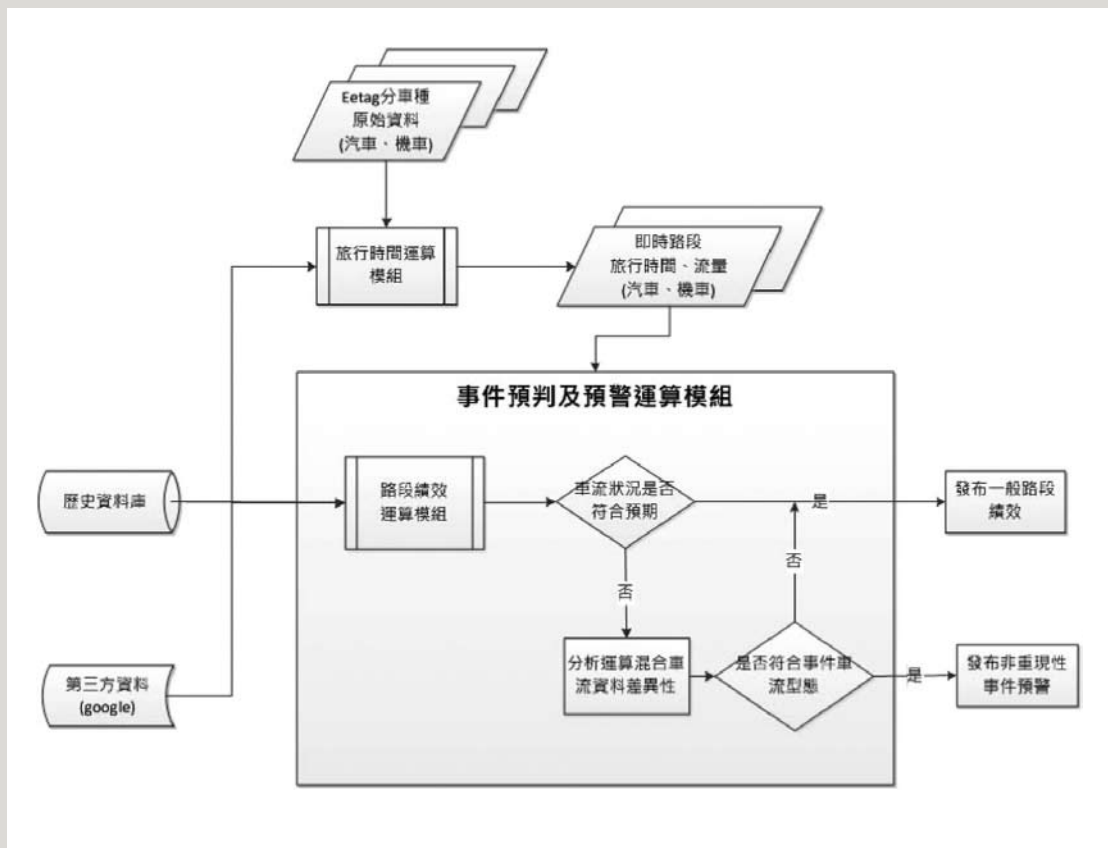 Eetag分車種
原始資料
(汽車、機車)
旅行時間運算
模組
即時路段
旅行時間、流量
(汽車、機車)
事件預判及預警運算模組
歷史資料庫
路段績效
運算模組
車流狀況是否
符合預期
是
發布一般路段
績效
否
否
第三方資料
(google)
分析運算混合車
流資料差異性
是否符合事件車
流型態
是
發布非重現性
事件預警